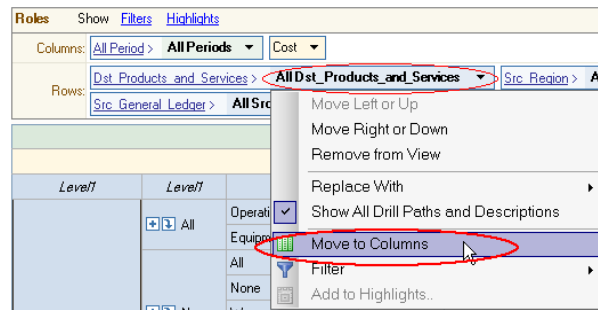 Roles Show Filters Highlights
Columns: All Period > All Periods Cost
Dst Products and Services > All Dst_Products_and_Services Src Region > A
Rows:
Src General Ledger > All Src
Move Left or Up
Move Right or Down
Remove from View
Level1 Level1
Replace With
Operati Show All Drill Paths and Descriptions
All
Equipm Move to Columns
All Filter
None Add to Highlights..